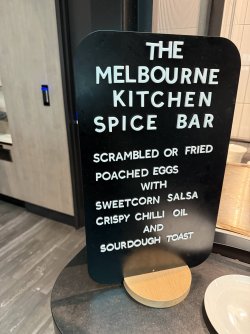 THE
MELBOURNE
KITCHEN
SPICE BAR
SCRAMBLED OR FRIED
POACHED EGGS
WITH
SWEETCORN SALSA
CRISPY CHILLI OIL
AND
SOURDOUGH TOAST